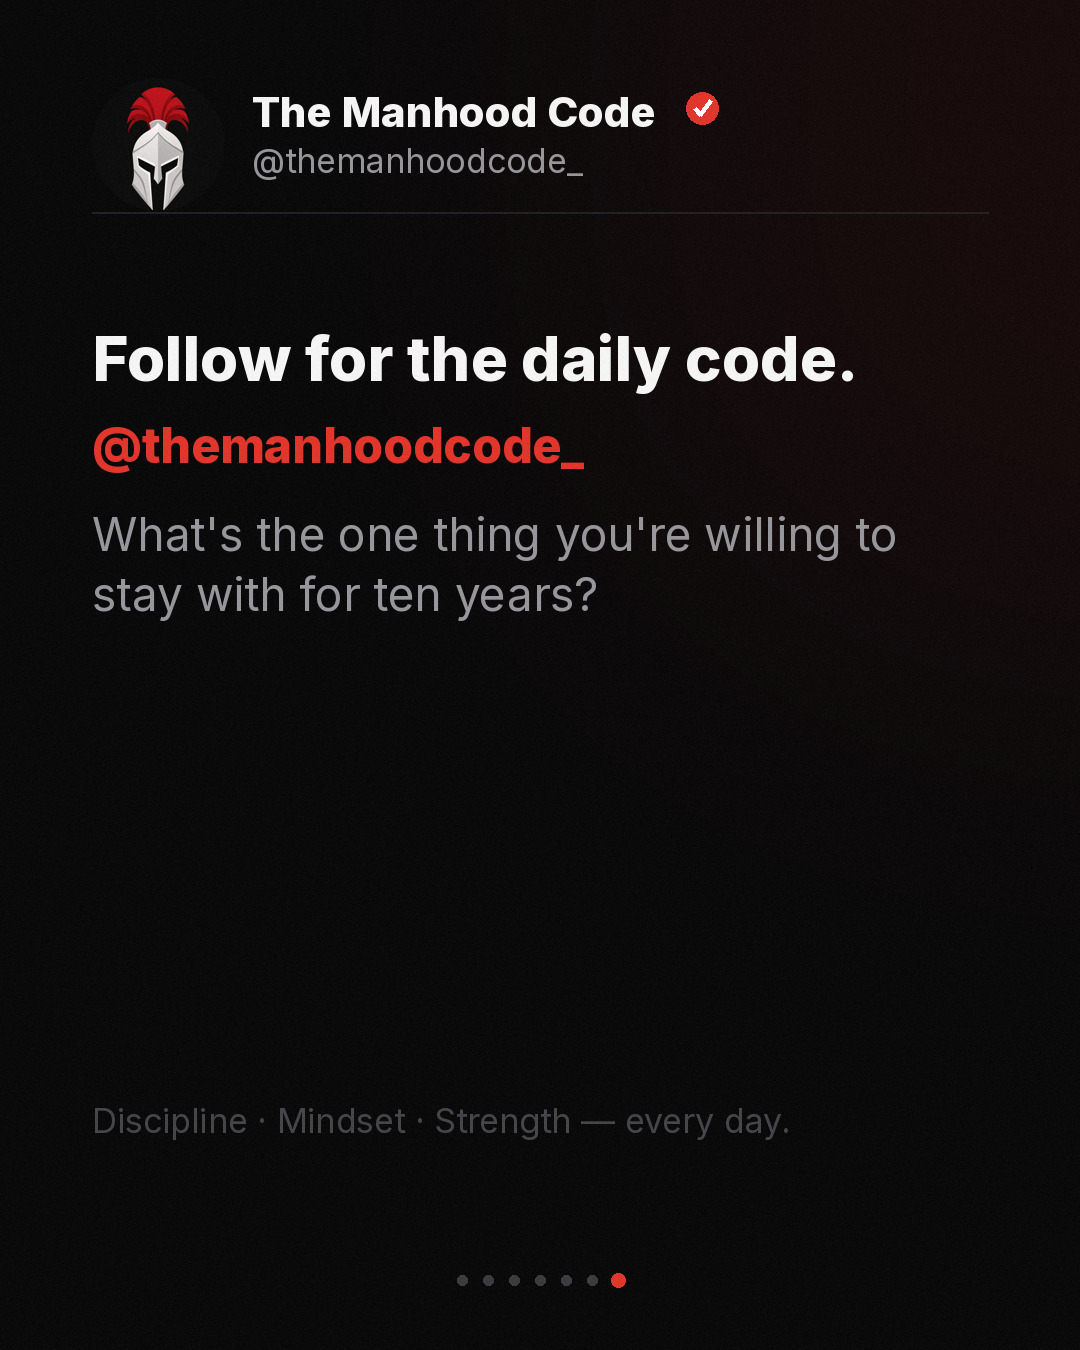 The Manhood Code
@themanhoodcode_
Follow for the daily code.
@themanhoodcode_
What's the one thing you're willing to
stay with for ten years?
Discipline · Mindset · Strength — every day.